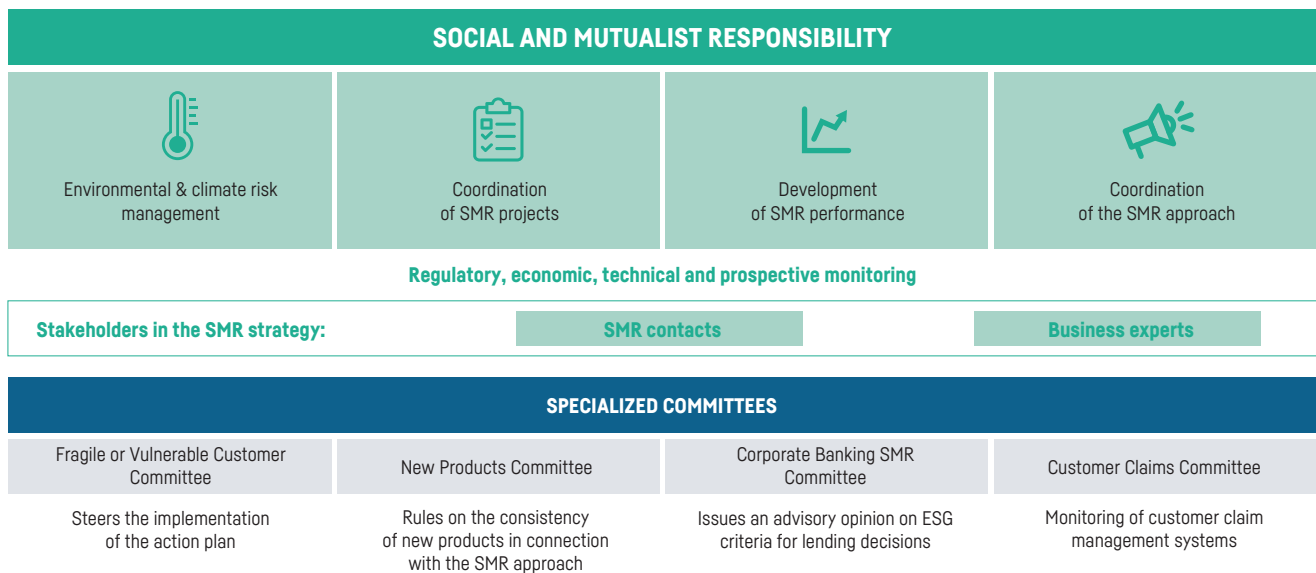 SOCIAL AND MUTUALIST RESPONSIBILITY
Environmental & climate risk
management
Coordination
of SMR projects
Development
of SMR performance
Coordination
of the SMR approach
Regulatory, economic, technical and prospective monitoring
Stakeholders in the SMR strategy:
SMR contacts
Business experts
SPECIALIZED COMMITTEES
Fragile or Vulnerable Customer
Committee
New Products Committee
Corporate Banking SMR
Committee
Customer Claims Committee
Steers the implementation
of the action plan
Rules on the consistency
of new products in connection
with the SMR approach
Issues an advisory opinion on ESG
criteria for lending decisions
Monitoring of customer claim
management systems